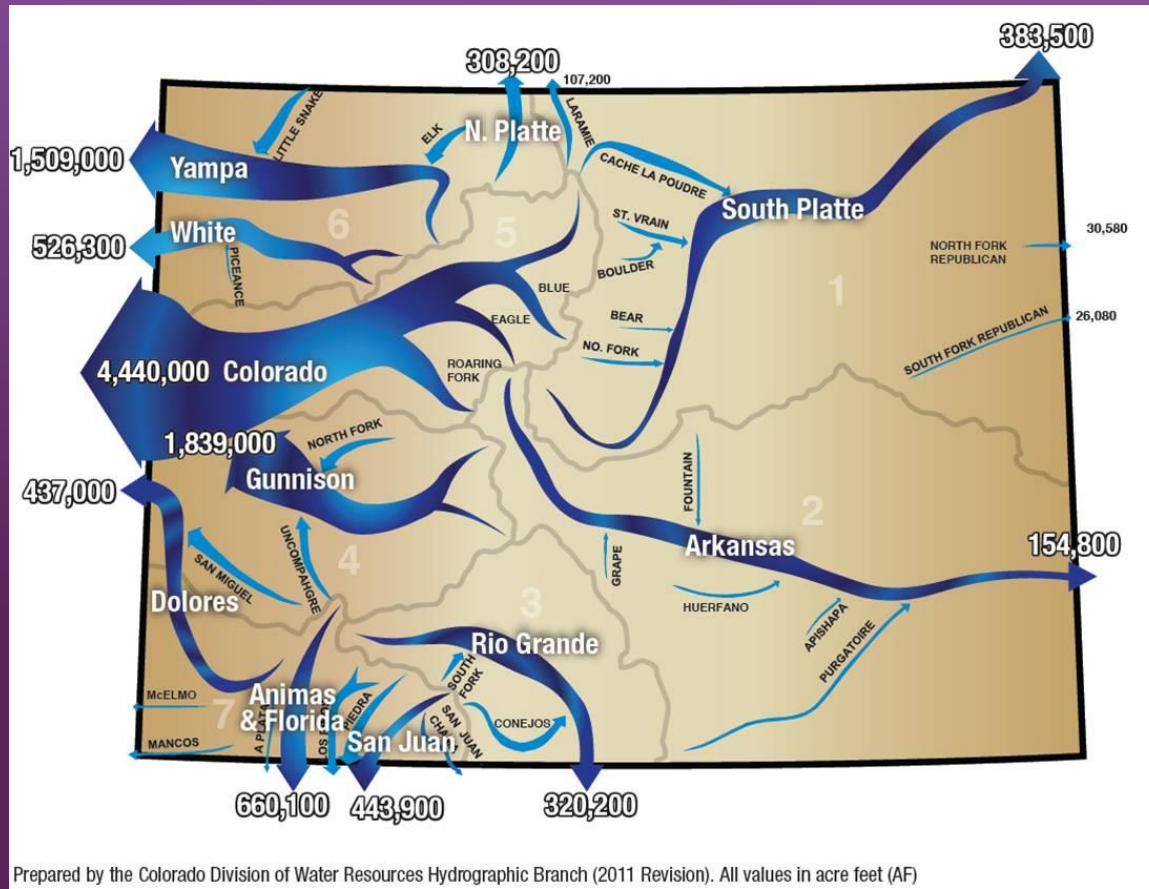 383,500
308,200
107,200
LITTLE SNAKE
ELK
N. Platte
LARAMIE
CACHE LA POUDRE
1,509,000
Yampa
South Platte
ST. VRAIN
6
5
White
526,300
PICEANCE
BOULDER
NORTH FORK
REPUBLICAN
30,580
BLUE
1
EAGLE
BEAR
26,080
NO. FORK
SOUTH FORK REPUBLICAN
4,440,000 Colorado
ROARING
FORK
1,839,000
NORTH FORK
Gunnison
437,000
FOUNTAIN
2
UNCOMPAHGRE
Arkansas
154,800
SAN MIGUEL
4
GRAPE
Dolores
3
HUERFANO
APISHAPA
Rio Grande
PURGATOIRE
SOUTH
FORK
McELMO
7
Animas
& Florida
A PLATA
PIEDRA
San Juan
SAN JUAN
CONEJOS
MANCOS
660,100
443,900
320,200
Prepared by the Colorado Division of Water Resources Hydrographic Branch (2011 Revision). All values in acre feet (AF)